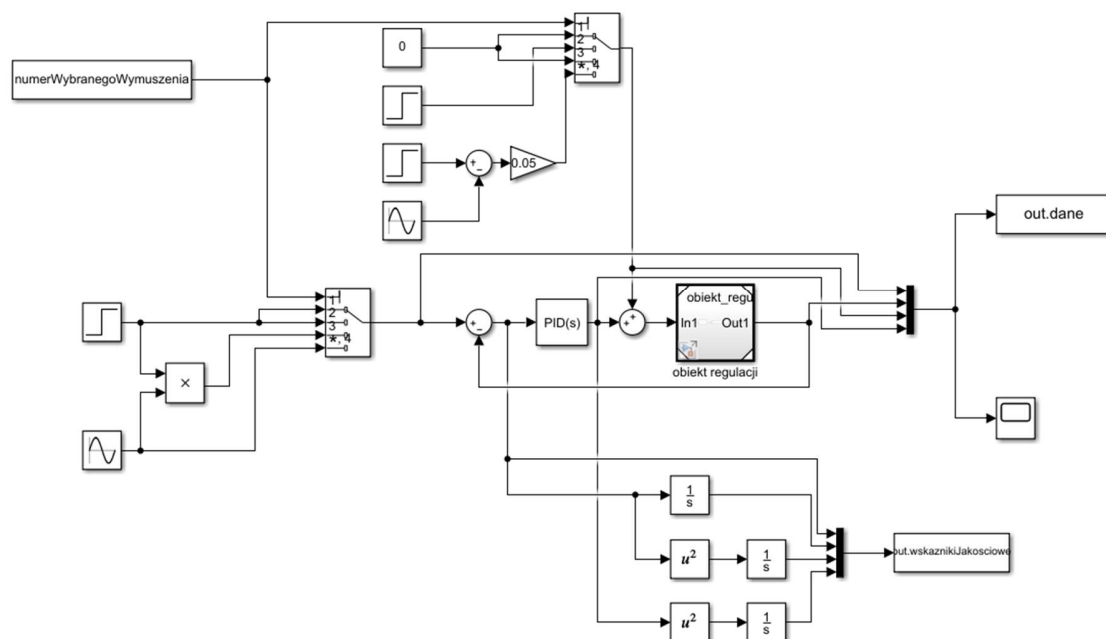 numerWybranegoWymuszenia
0
1
2
3
*, 4
+
-
0.05
out.dane
1
2
3
*, 4
×
+
-
PID(s)
+
+
obiekt_regu
In1
Out1
obiekt regulacji
1
s
u²
1
s
u²
1
s
out.wskaznikiJakosciowe